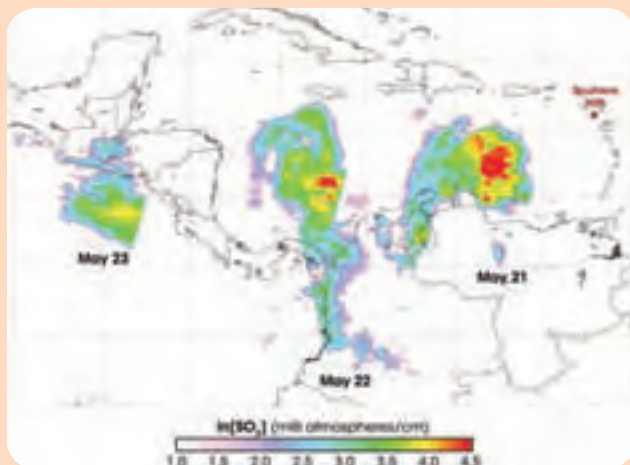 Soufriere
Hills
May 23
May 21
May 22
ln[SO₂] (milli atmospheres/cm)
1.0 1.5 2.0 2.5 3.0 3.5 4.0 4.5